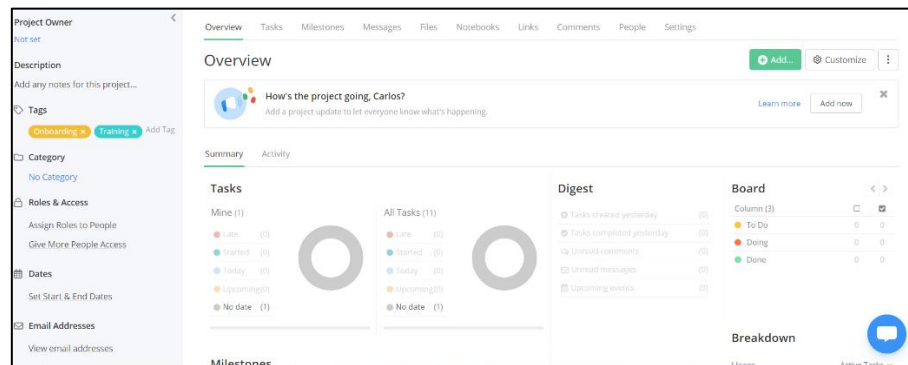 Project Owner
Not set
Description
Add any notes for this project...
Tags
Onboarding × Training × Add Tag
Category
No Category
Roles & Access
Assign Roles to People
Give More People Access
Dates
Set Start & End Dates
Email Addresses
View email addresses
Overview Tasks Milestones Messages Files Notebooks Links Comments People Settings
Overview
Add... Customize
How's the project going, Carlos?
Add a project update to let everyone know what's happening.
Learn more Add now
Summary Activity
Tasks
Mine (1)
Late (0)
Started (0)
Today (0)
Upcoming(0)
No date (1)
All Tasks (11)
Late (0)
Started (0)
Today (0)
Upcoming(0)
No date (1)
Digest
Tasks created yesterday (0)
Tasks completed yesterday (0)
Unread comments (0)
Unread messages (0)
Upcoming events (0)
Board
Column (3)
To Do 0 0
Doing 0 0
Done 0 0
Milestones
Breakdown
Active Tasks